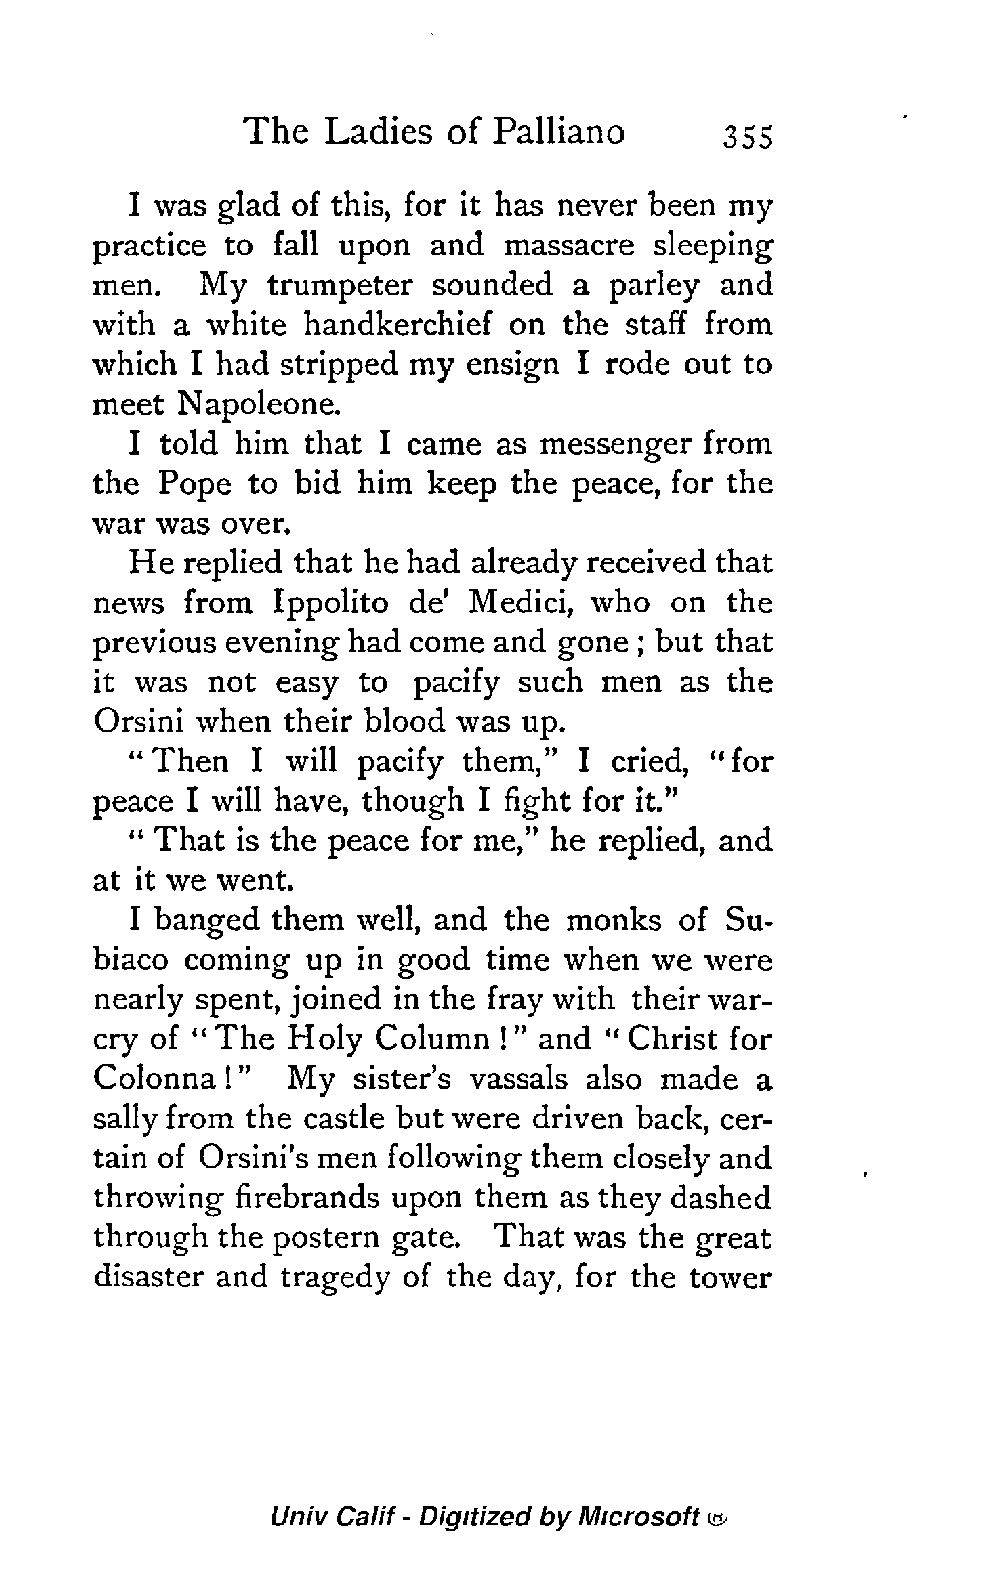 The Ladies of Palliano 355
I was glad of this, for it has never been my
practice to fall upon and massacre sleeping
men. My trumpeter sounded a parley and
with a white handkerchief on the staff from
which I had stripped my ensign I rode out to
meet Napoleone.
I told him that I came as messenger from
the Pope to bid him keep the peace, for the
war was over.
He replied that he had already received that
news from Ippolito de' Medici, who on the
previous evening had come and gone ; but that
it was not easy to pacify such men as the
Orsini when their blood was up.
" Then I will pacify them," I cried, " for
peace I will have, though I fight for it."
" That is the peace for me," he replied, and
at it we went.
I banged them well, and the monks of Su-
biaco coming up in good time when we were
nearly spent, joined in the fray with their war-
cry of " The Holy Column ! " and " Christ for
Colonna ! " My sister's vassals also made a
sally from the castle but were driven back, cer-
tain of Orsini's men following them closely and
throwing firebrands upon them as they dashed
through the postern gate. That was the great
disaster and tragedy of the day, for the tower
Univ Calif - Digitized by Microsoft ®